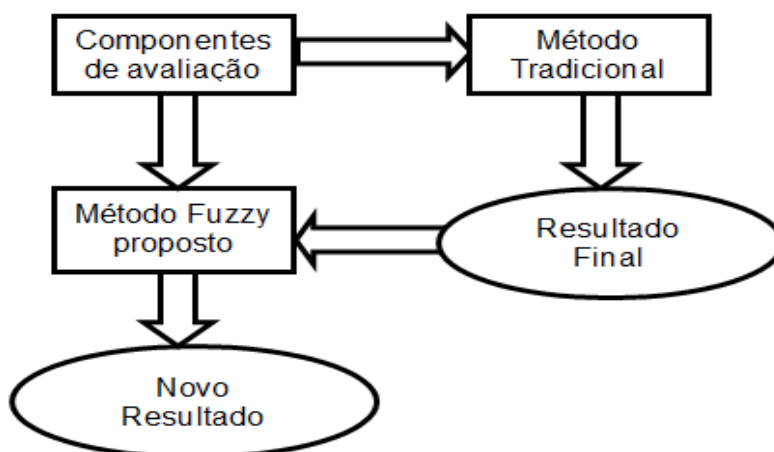 Componentes
de avaliação
Método
Tradicional
Método Fuzzy
proposto
Resultado
Final
Novo
Resultado